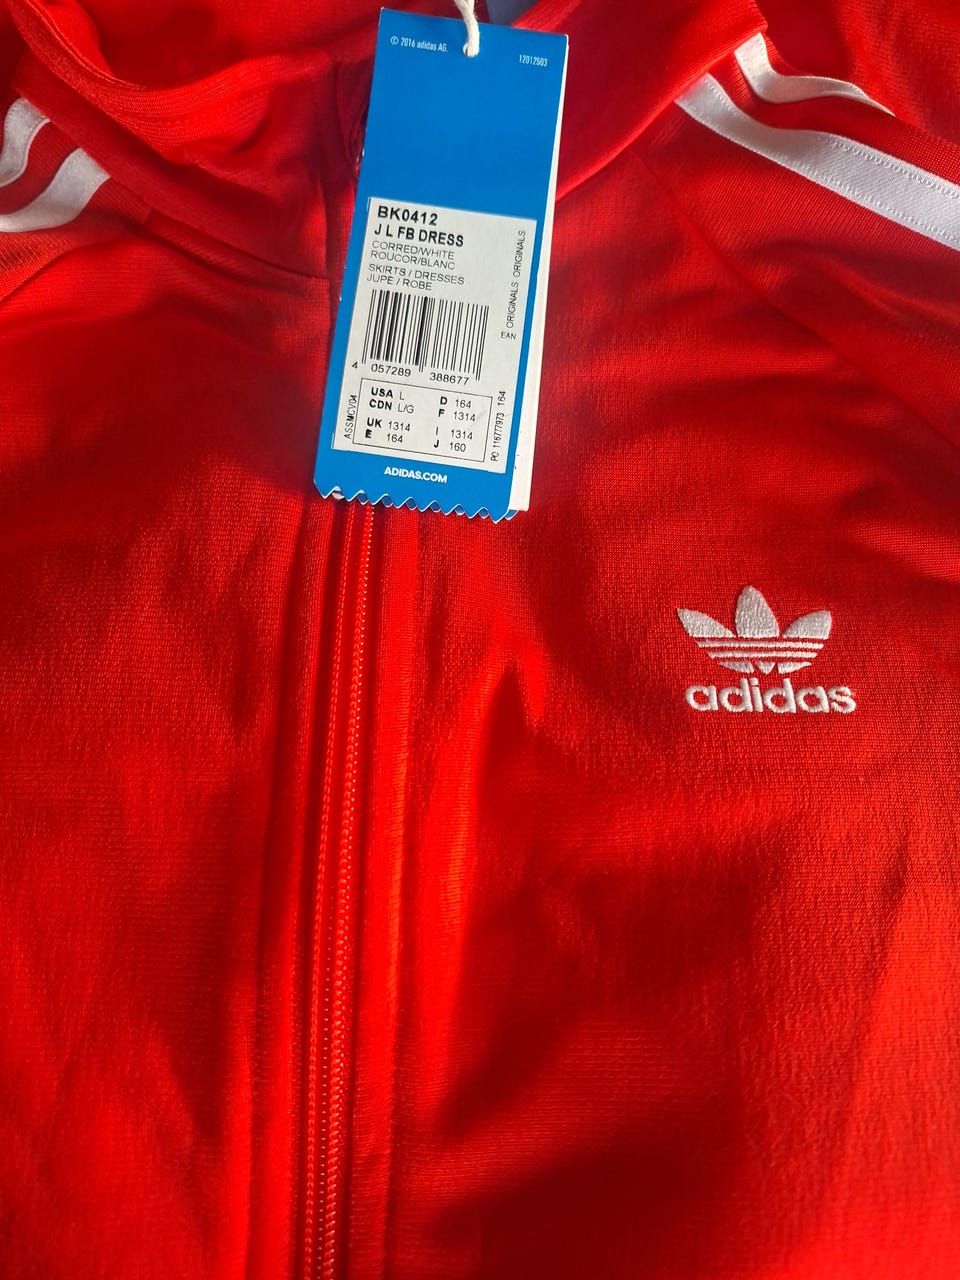 © 2016 adidas AG.
12012503
BK0412
J L FB DRESS
CORRED/WHITE
ROUCOR/BLANC
SKIRTS / DRESSES
JUPE / ROBE
EAN ORIGINALS ORIGINALS
4 057289 388677
ASSMCV04
USA L
CDN L/G
UK 1314
E 164
D 164
F 1314
I 1314
J 160
PO 116777973 164
ADIDAS.COM
adidas